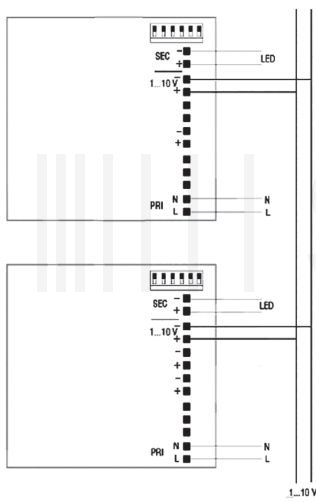 SEC - LED
+
1...10 V -
+
-
+
PRI N N
L L
SEC - LED
+
1...10 V -
+
-
+
-
+
PRI N N
L L
1...10 V